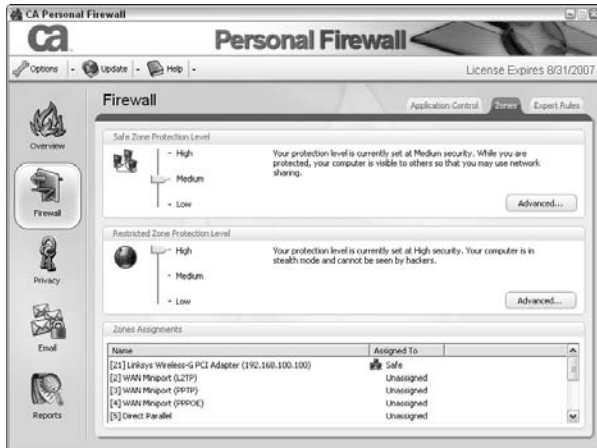 CA Personal Firewall
ca
Personal Firewall
Options
Update
Help
License Expires 8/31/2007
Firewall
Application Control
Zones
Expert Rules
Overview
Firewall
Privacy
Email
Reports
Safe Zone Protection Level
High
Medium
Low
Your protection level is currently set at Medium security. While you are
protected, your computer is visible to others so that you may use network
sharing.
Advanced...
Restricted Zone Protection Level
High
Medium
Low
Your protection level is currently set at High security. Your computer is in
stealth mode and cannot be seen by hackers.
Advanced...
Zones Assignments
Name Assigned To
[21] Linksys Wireless-G PCI Adapter (192.168.100.100) Safe
[2] WAN Miniport (L2TP) Unassigned
[3] WAN Miniport (PPTP) Unassigned
[4] WAN Miniport (PPPOE) Unassigned
[5] Direct Parallel Unassigned